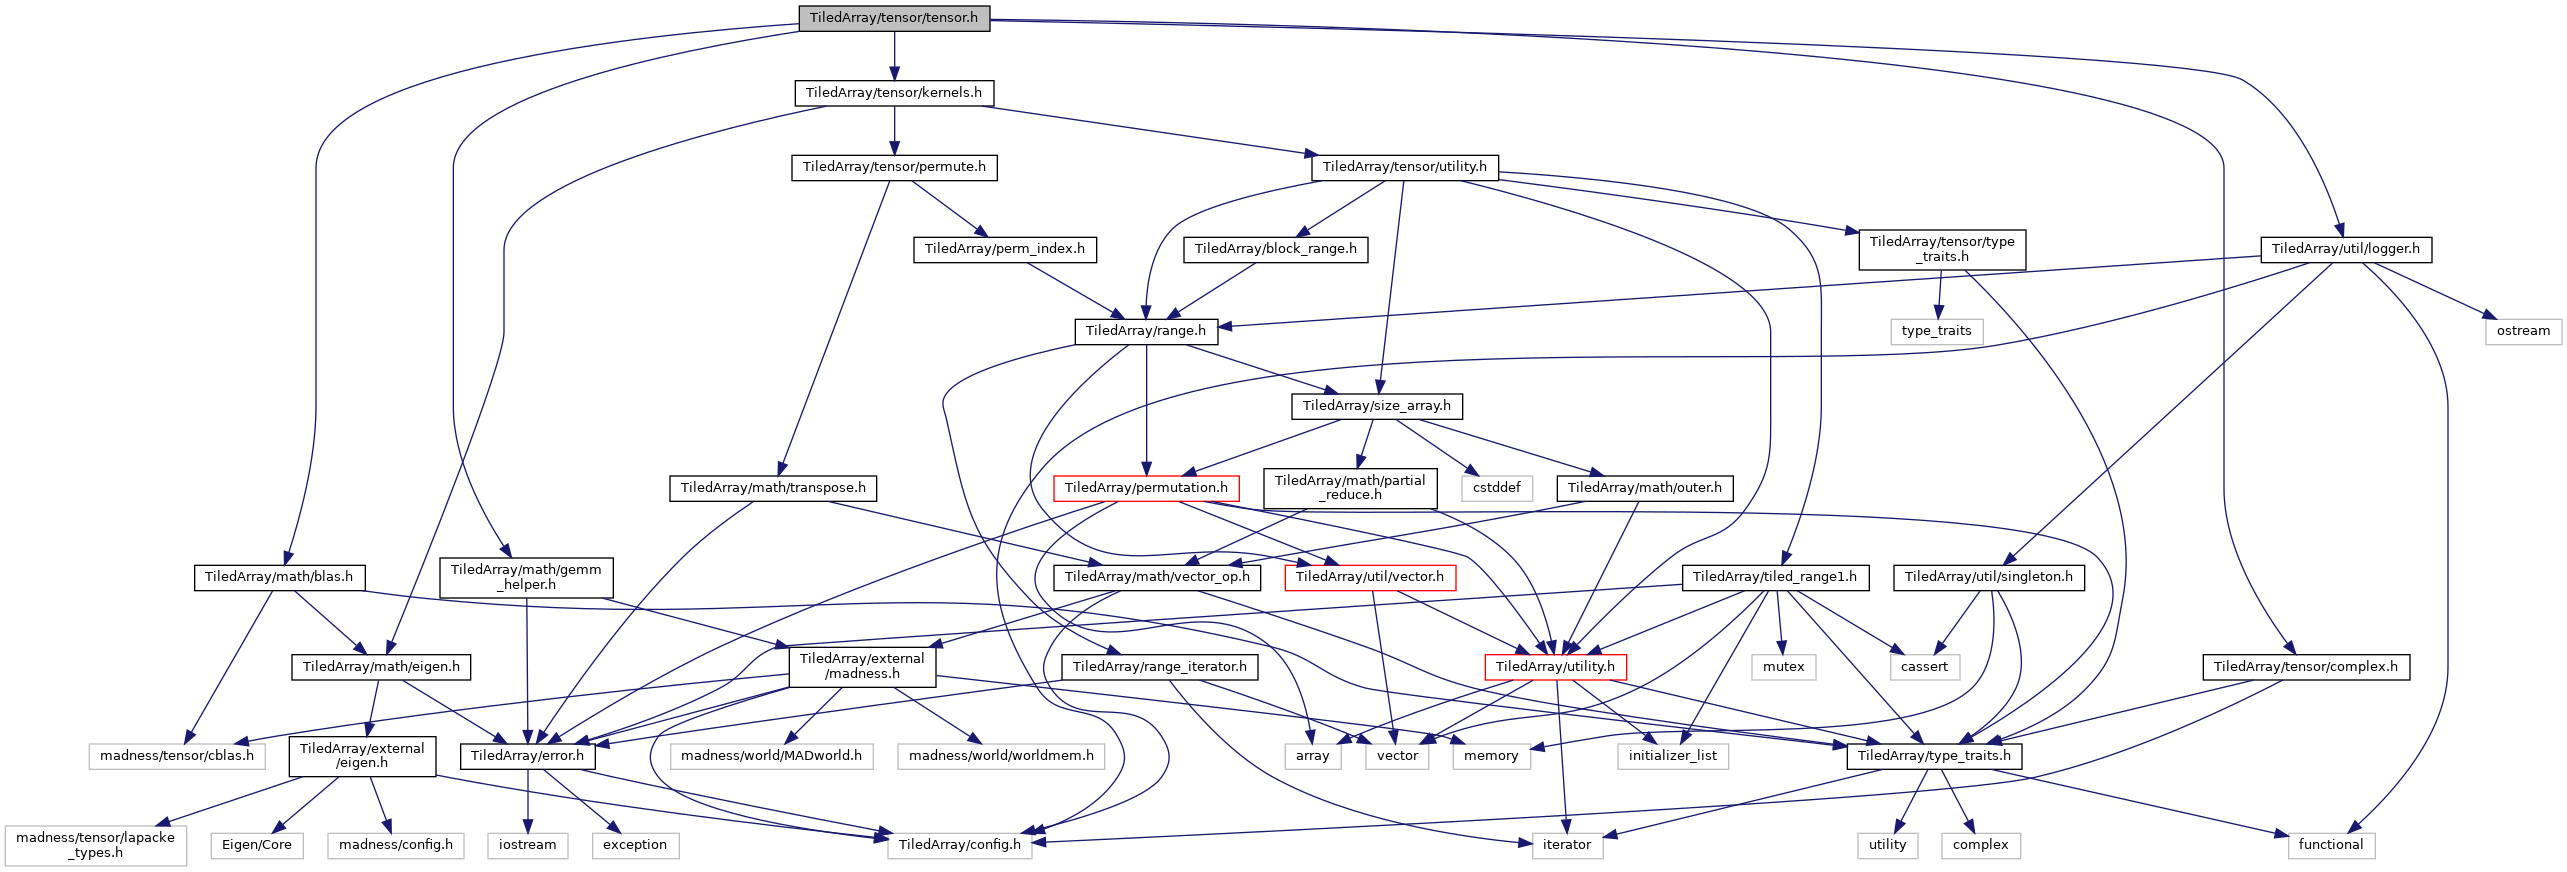 TiledArray/tensor/tensor.h
TiledArray/tensor/kernels.h
TiledArray/tensor/permute.h
TiledArray/tensor/utility.h
TiledArray/perm_index.h
TiledArray/block_range.h
TiledArray/tensor/type
_traits.h
TiledArray/util/logger.h
TiledArray/range.h
type_traits
ostream
TiledArray/size_array.h
TiledArray/math/transpose.h
TiledArray/permutation.h
TiledArray/math/partial
_reduce.h
cstddef
TiledArray/math/outer.h
TiledArray/math/blas.h
TiledArray/math/gemm
_helper.h
TiledArray/math/vector_op.h
TiledArray/util/vector.h
TiledArray/tiled_range1.h
TiledArray/util/singleton.h
TiledArray/math/eigen.h
TiledArray/external
/madness.h
TiledArray/range_iterator.h
TiledArray/utility.h
mutex
cassert
TiledArray/tensor/complex.h
madness/tensor/cblas.h
TiledArray/external
/eigen.h
TiledArray/error.h
madness/world/MADworld.h
madness/world/worldmem.h
array
vector
memory
initializer_list
TiledArray/type_traits.h
madness/tensor/lapacke
_types.h
Eigen/Core
madness/config.h
iostream
exception
TiledArray/config.h
iterator
utility
complex
functional